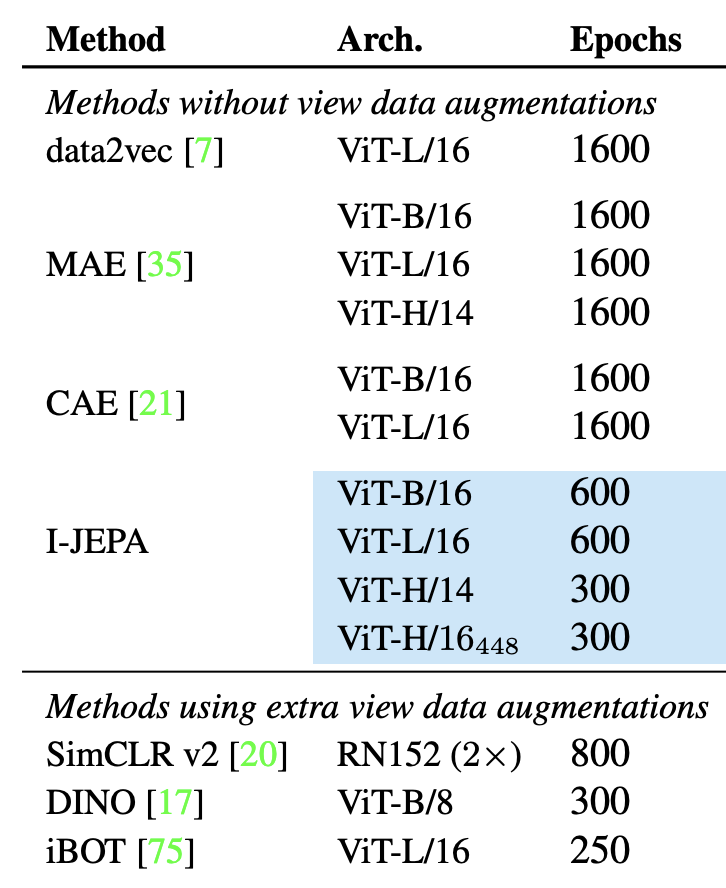 Method Arch. Epochs
Methods without view data augmentations
data2vec [7] ViT-L/16 1600
ViT-B/16 1600
MAE [35] ViT-L/16 1600
ViT-H/14 1600
ViT-B/16 1600
CAE [21]
ViT-L/16 1600
ViT-B/16 600
I-JEPA ViT-L/16 600
ViT-H/14 300
ViT-H/16₄₄₈ 300
Methods using extra view data augmentations
SimCLR v2 [20] RN152 (2×) 800
DINO [17] ViT-B/8 300
iBOT [75] ViT-L/16 250